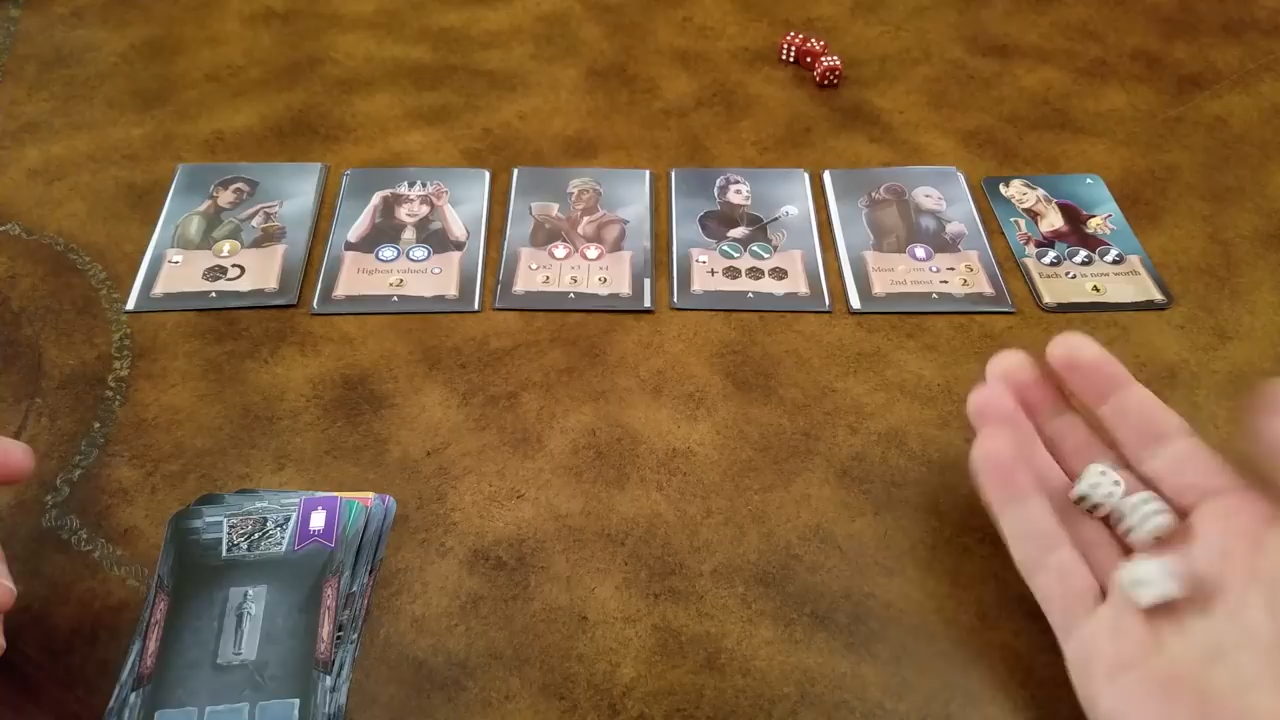 A
Highest valued
x2
A
x2 x3 x4
2 5 9
A
+
A
Most on 5
2nd most 2
A
A
Each is now worth
4